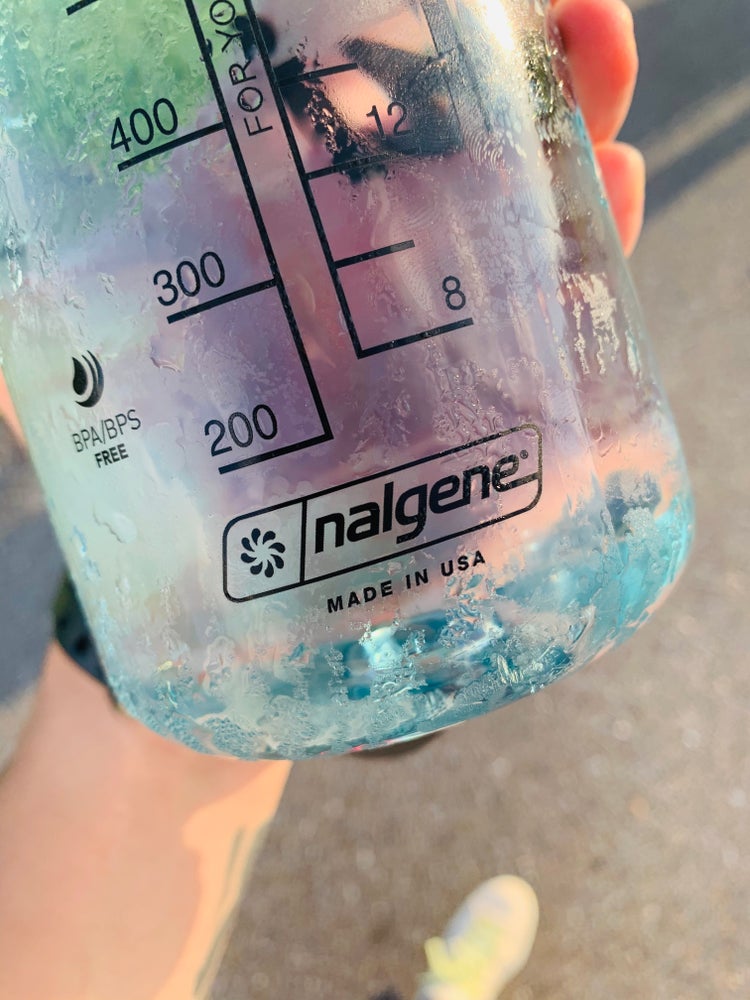 FOR YO
400
12
300
8
BPA/BPS
FREE
200
nalgene®
MADE IN USA